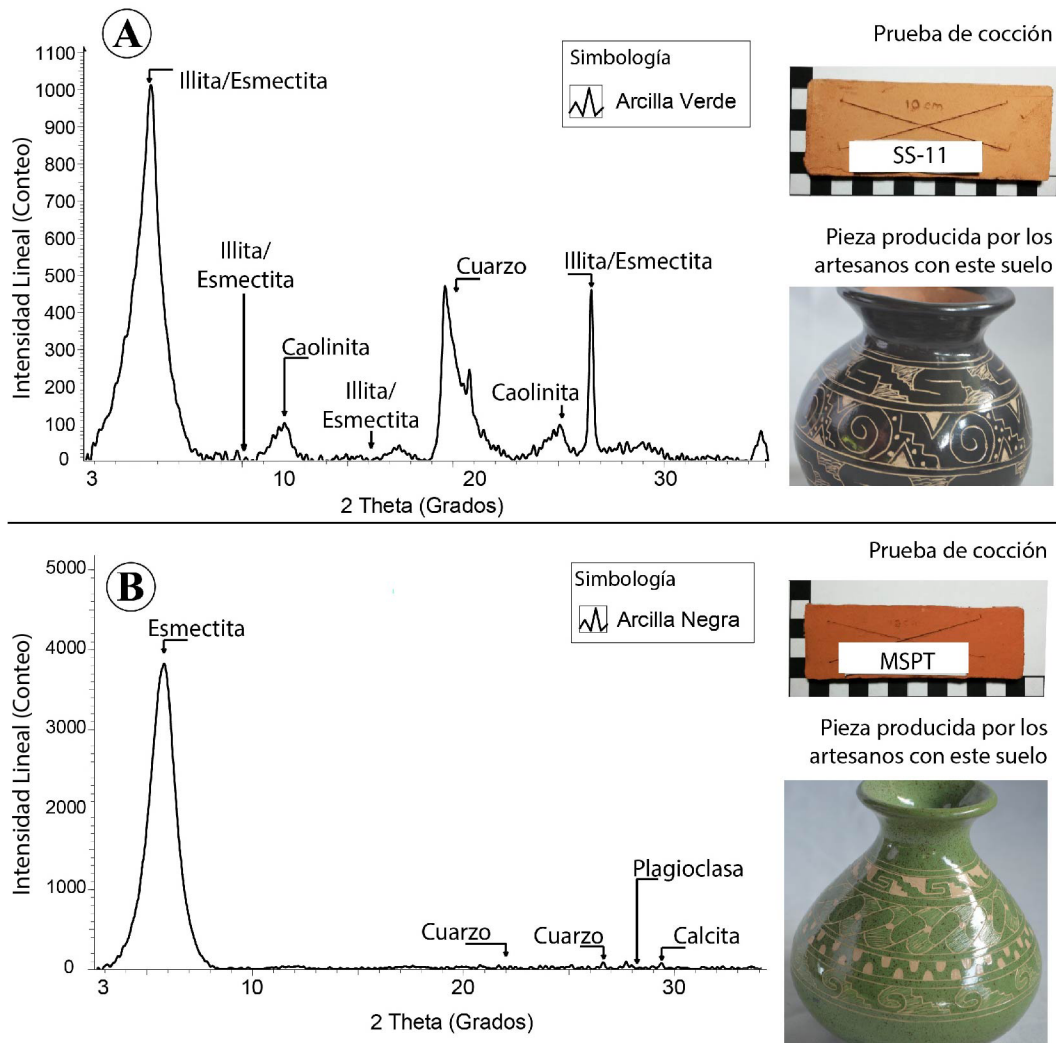 A
1100
1000
900
800
700
600
500
400
300
200
100
0
Intensidad Lineal (Conteo)
Illita/Esmectita
Illita/
Esmectita
Caolinita
Illita/
Esmectita
Cuarzo
Caolinita
Illita/Esmectita
Simbología
Arcilla Verde
3
10
20
30
2 Theta (Grados)
Prueba de cocción
10 cm
SS-11
Pieza producida por los
artesanos con este suelo
B
5000
4000
3000
2000
1000
0
Intensidad Lineal (Conteo)
Esmectita
Cuarzo
Cuarzo
Plagioclasa
Calcita
Simbología
Arcilla Negra
3
10
20
30
2 Theta (Grados)
Prueba de cocción
MSPT
Pieza producida por los
artesanos con este suelo